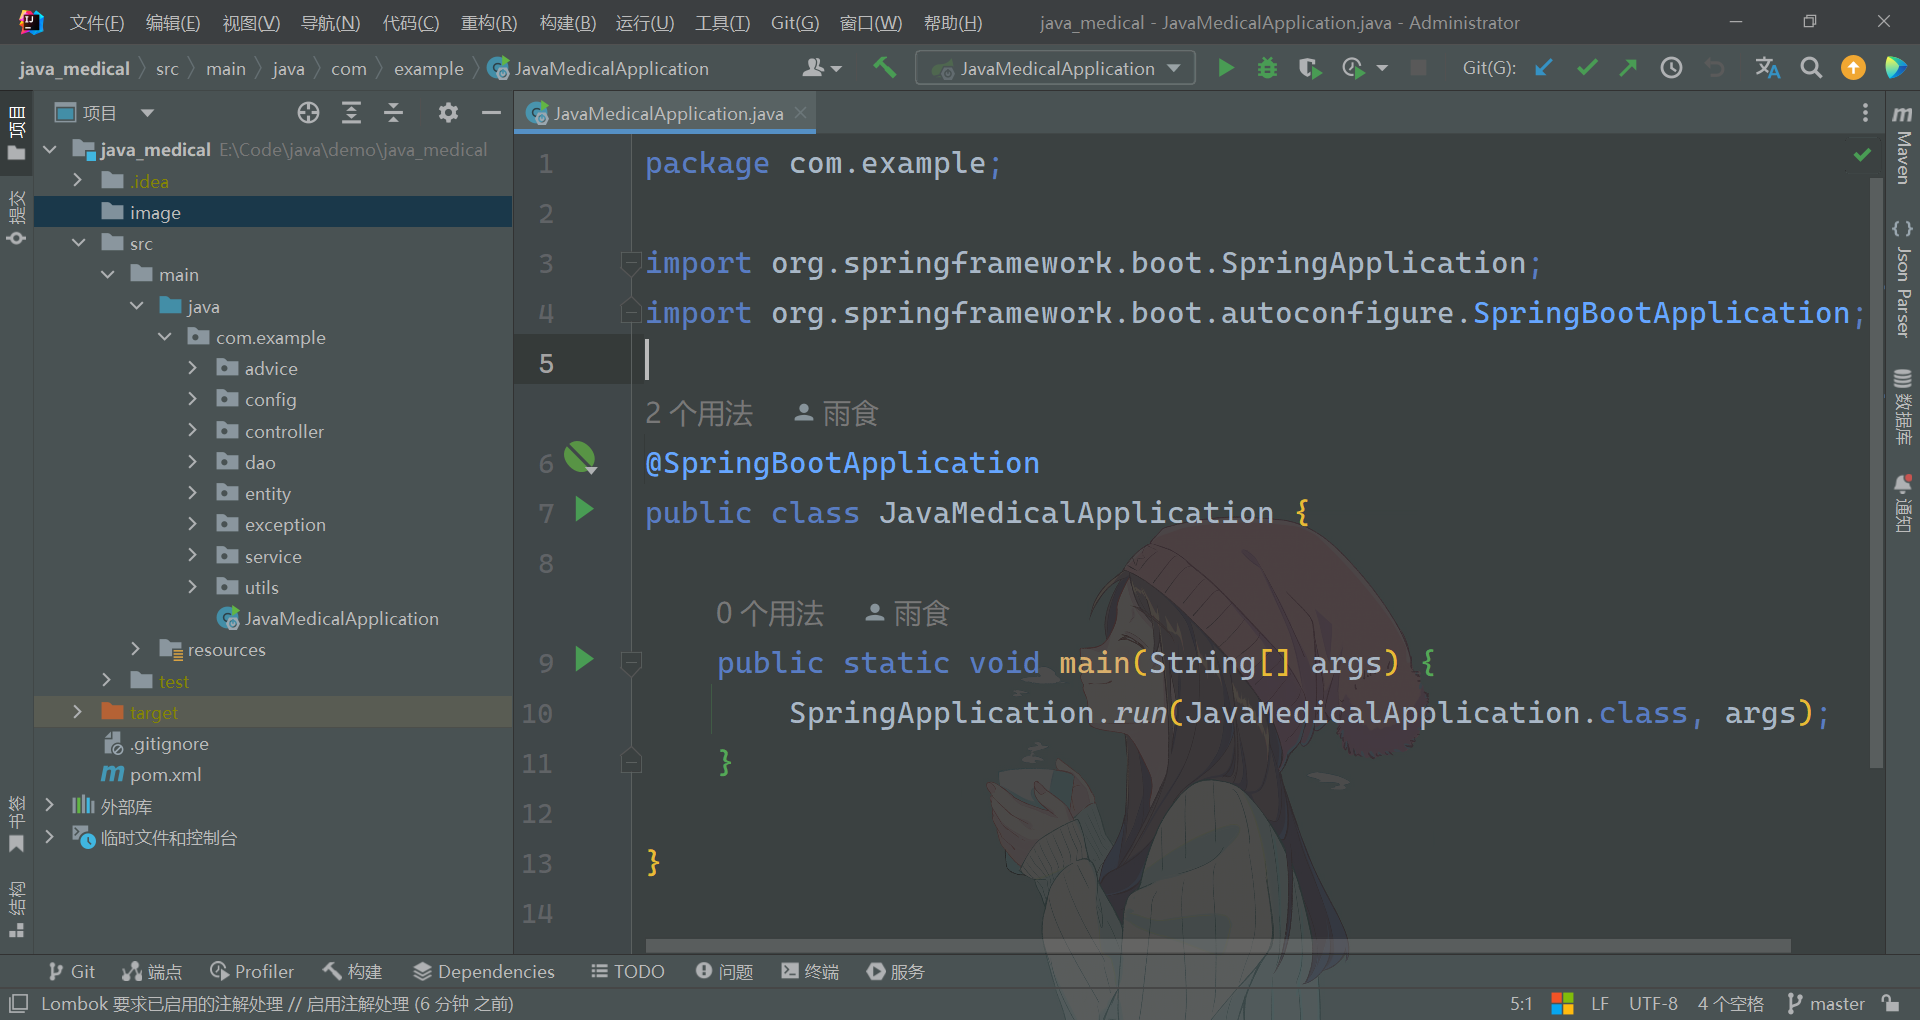 文件(F) 编辑(E) 视图(V) 导航(N) 代码(C) 重构(R) 构建(B) 运行(U) 工具(T) Git(G) 窗口(W) 帮助(H) java_medical - JavaMedicalApplication.java - Administrator
java_medical src main java com example JavaMedicalApplication JavaMedicalApplication Git(G):
项目
JavaMedicalApplication.java
java_medical E:\Code\java\demo\java_medical
.idea
image
src
main
java
com.example
advice
config
controller
dao
entity
exception
service
utils
JavaMedicalApplication
resources
test
target
.gitignore
pom.xml
外部库
临时文件和控制台
项目
提交
书签
结构
1 package com.example;
2
3 import org.springframework.boot.SpringApplication;
4 import org.springframework.boot.autoconfigure.SpringBootApplication;
5
2 个用法 雨食
6 @SpringBootApplication
7 public class JavaMedicalApplication {
8
0 个用法 雨食
9 public static void main(String[] args) {
10 SpringApplication.run(JavaMedicalApplication.class, args);
11 }
12
13 }
14
m Maven
{ } Json Parser
数据库
通知
Git 端点 Profiler 构建 Dependencies TODO 问题 终端 服务
Lombok 要求已启用的注解处理 // 启用注解处理 (6 分钟 之前) 5:1 LF UTF-8 4 个空格 master